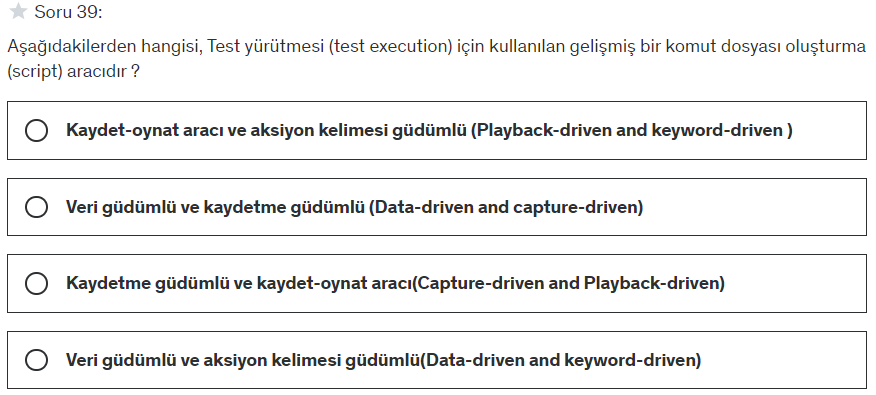 Soru 39:
Aşağıdakilerden hangisi, Test yürütmesi (test execution) için kullanılan gelişmiş bir komut dosyası oluşturma
(script) aracıdır ?
Kaydet-oynat aracı ve aksiyon kelimesi güdümlü (Playback-driven and keyword-driven )
Veri güdümlü ve kaydetme güdümlü (Data-driven and capture-driven)
Kaydetme güdümlü ve kaydet-oynat aracı(Capture-driven and Playback-driven)
Veri güdümlü ve aksiyon kelimesi güdümlü(Data-driven and keyword-driven)